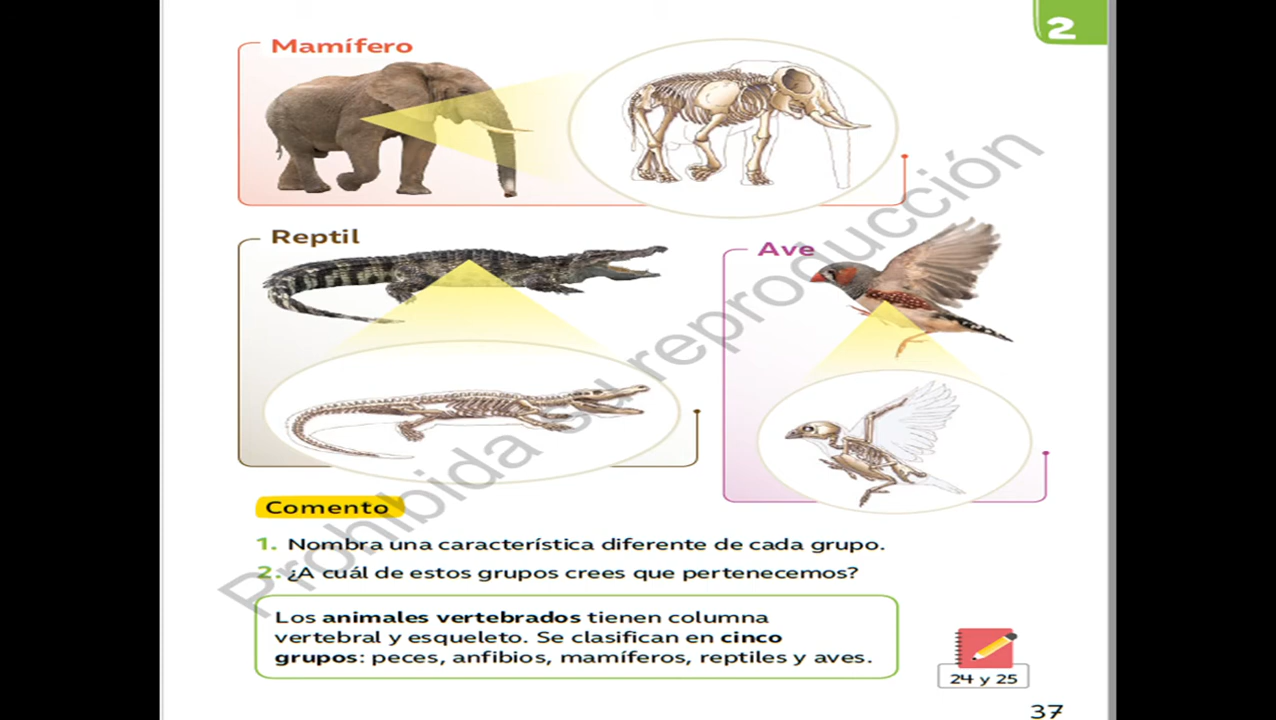 2
Mamífero
Reptil
Ave
Prohibida su reproducción
Comento
1. Nombra una característica diferente de cada grupo.
2. ¿A cuál de estos grupos crees que pertenecemos?
Los animales vertebrados tienen columna
vertebral y esqueleto. Se clasifican en cinco
grupos: peces, anfibios, mamíferos, reptiles y aves.
24 y 25
37